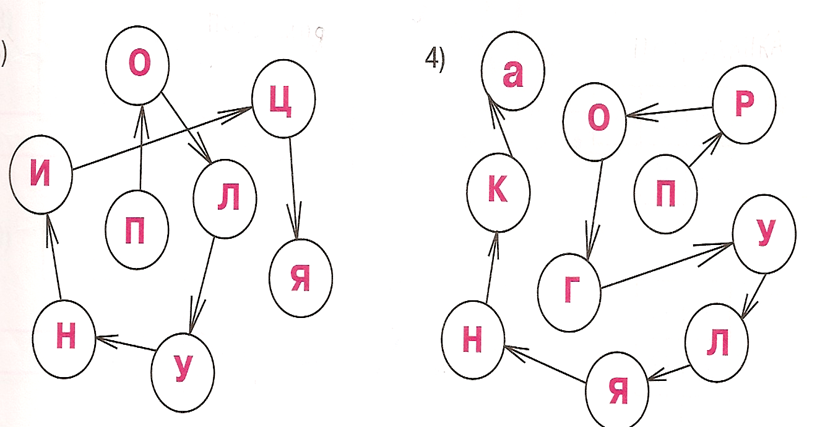 )
П
О
Л
У
Н
И
Ц
Я
4)
П
Р
О
Г
У
Л
Я
Н
К
а